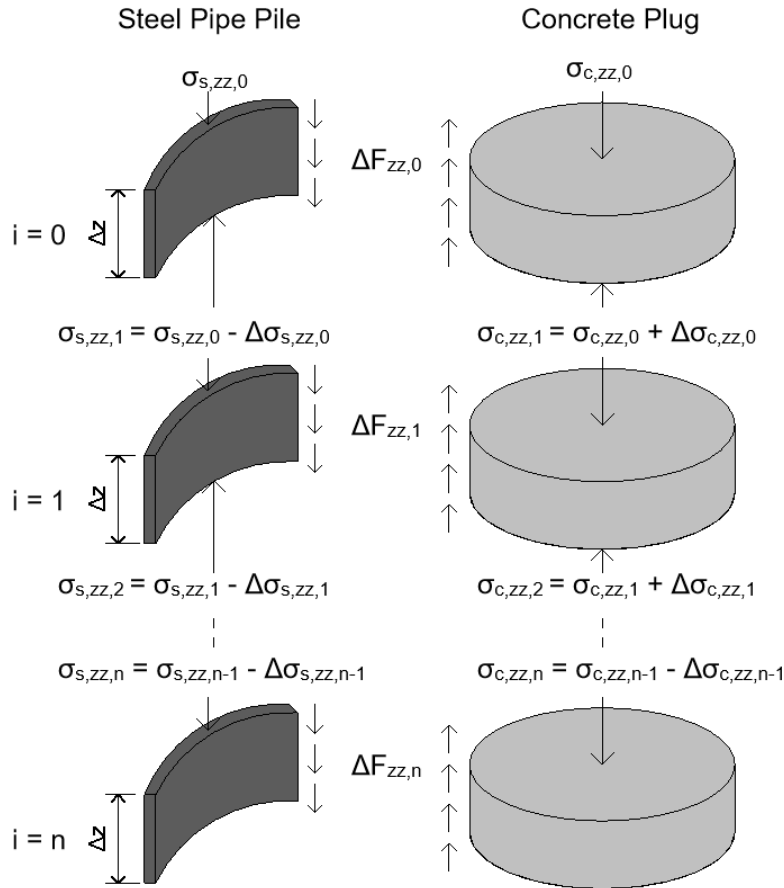 Steel Pipe Pile Concrete Plug
σs,zz,0 σc,zz,0
ΔFzz,0
i = 0 Δz
σs,zz,1 = σs,zz,0 - Δσs,zz,0 σc,zz,1 = σc,zz,0 + Δσc,zz,0
ΔFzz,1
i = 1 Δz
σs,zz,2 = σs,zz,1 - Δσs,zz,1 σc,zz,2 = σc,zz,1 + Δσc,zz,1
σs,zz,n = σs,zz,n-1 - Δσs,zz,n-1 σc,zz,n = σc,zz,n-1 - Δσc,zz,n-1
ΔFzz,n
i = n Δz